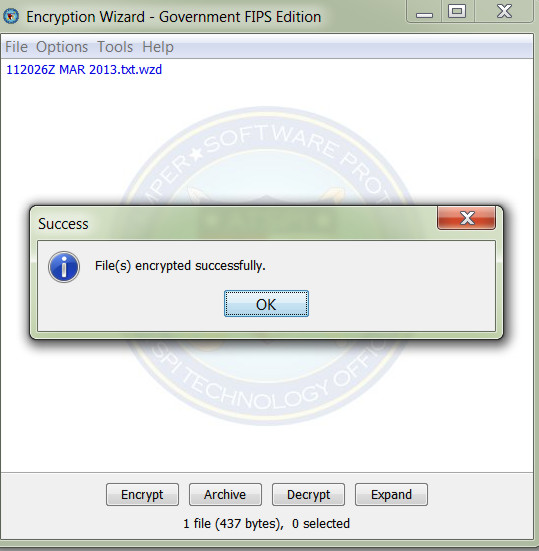 Encryption Wizard - Government FIPS Edition
File Options Tools Help
112026Z MAR 2013.txt.wzd
MPER★SOFTWARE PROT
Success
File(s) encrypted successfully.
OK
SPI TECHNOLOGY OFFI
Encrypt Archive Decrypt Expand
1 file (437 bytes), 0 selected